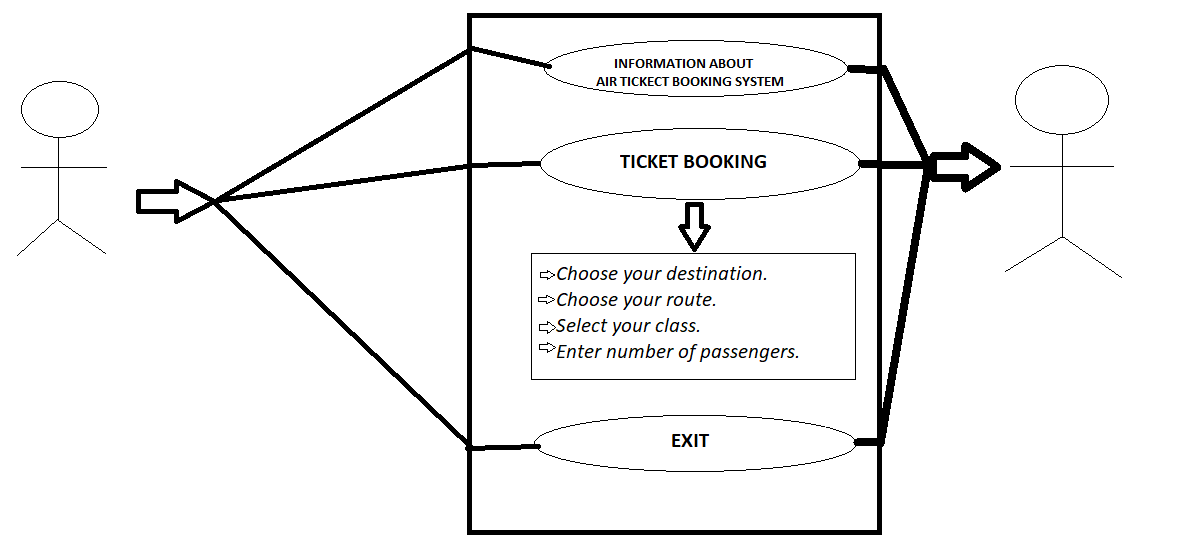 INFORMATION ABOUT
AIR TICKECT BOOKING SYSTEM
TICKET BOOKING
Choose your destination.
Choose your route.
Select your class.
Enter number of passengers.
EXIT